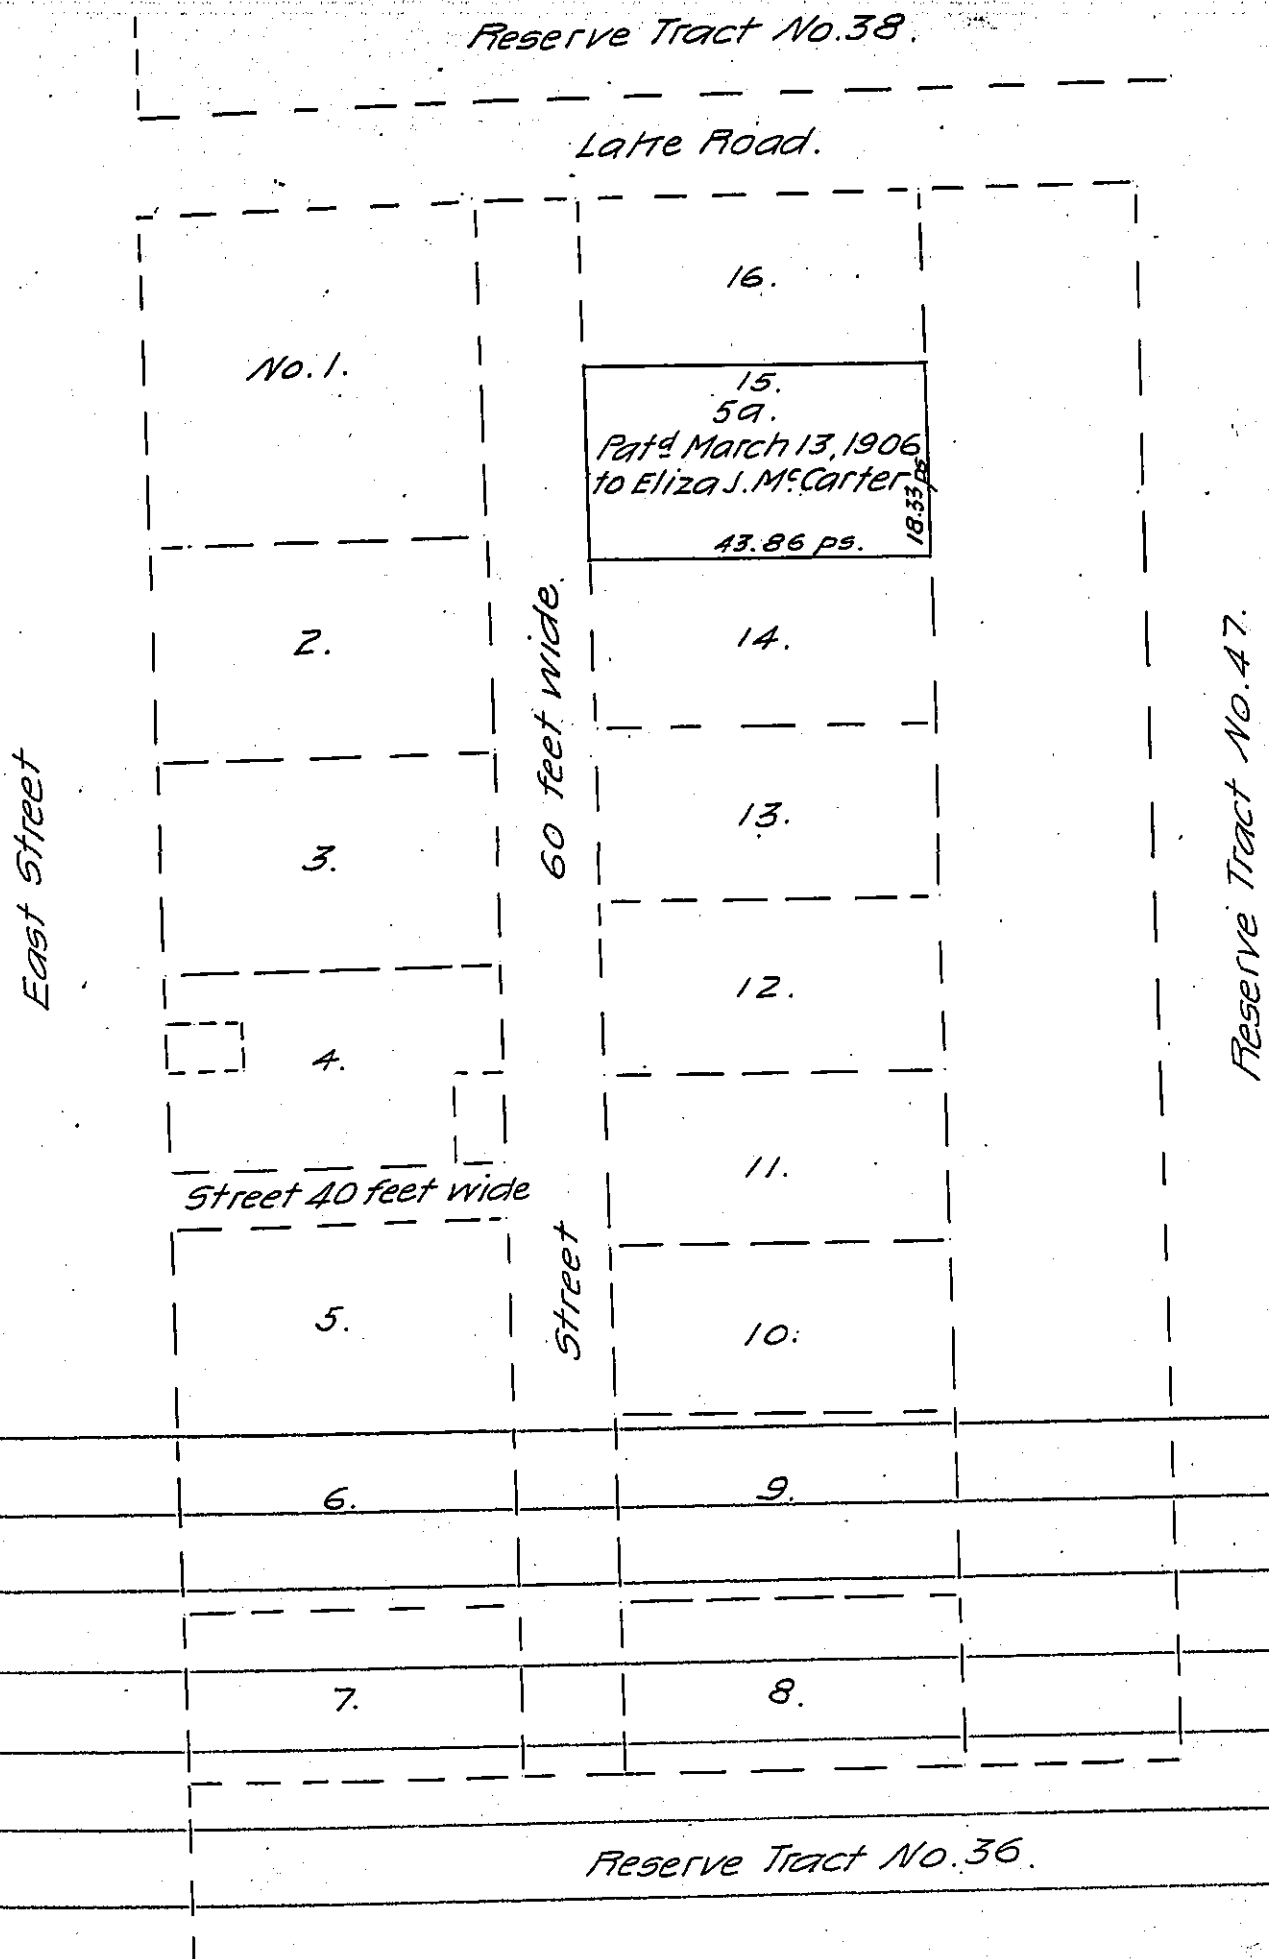 Reserve Tract No. 38.
Lake Road.
No. 1.
16.
15.
5a.
Patd March 13, 1906
to Eliza J. McCarter
18.33 ps
43.86 ps.
2.
14.
60 feet wide.
Street
East Street
Reserve Tract No. 47.
3.
13.
12.
4.
11.
Street 40 feet wide
5.
10.
6.
9.
7.
8.
Reserve Tract No. 36.